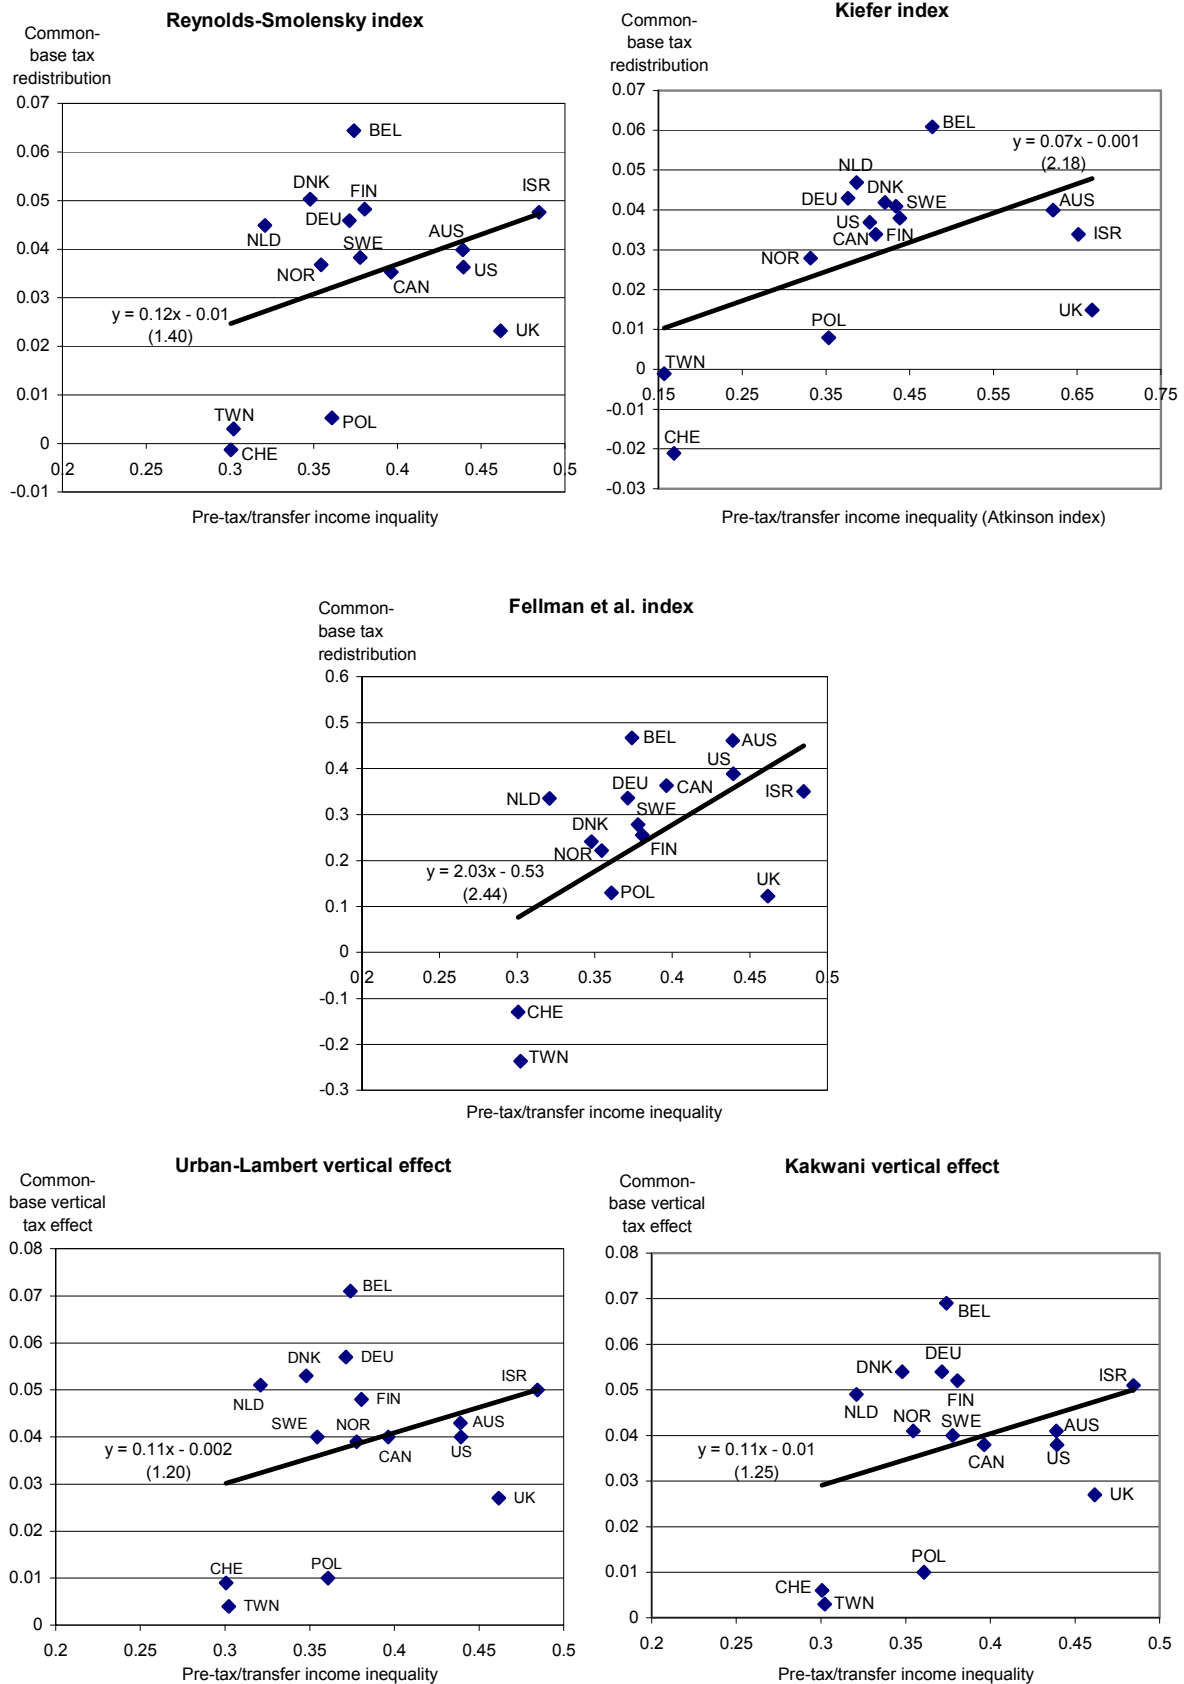 Reynolds-Smolensky index
Common-
base tax
redistribution
0.07
0.06
0.05
0.04
0.03
0.02
0.01
0
-0.01
BEL
DNK
FIN
ISR
DEU
NLD
SWE
AUS
NOR
CAN
US
y = 0.12x - 0.01
(1.40)
UK
TWN
POL
CHE
0.2
0.25
0.3
0.35
0.4
0.45
0.5
Pre-tax/transfer income inquality
Kiefer index
Common-
base tax
redistribution
0.07
0.06
0.05
0.04
0.03
0.02
0.01
0
-0.01
-0.02
-0.03
BEL
y = 0.07x - 0.001
(2.18)
NLD
DNK
DEU
SWE
AUS
US
CAN
FIN
ISR
NOR
UK
POL
TWN
0.15
0.25
0.35
0.45
0.55
0.65
0.75
CHE
Pre-tax/transfer income inequality (Atkinson index)
Fellman et al. index
Common-
base tax
redistribution
0.6
0.5
0.4
0.3
0.2
0.1
0
-0.1
-0.2
-0.3
BEL
AUS
US
DEU
CAN
NLD
ISR
SWE
DNK
NOR
FIN
y = 2.03x - 0.53
(2.44)
POL
UK
0.2
0.25
0.3
0.35
0.4
0.45
0.5
CHE
TWN
Pre-tax/transfer income inequality
Urban-Lambert vertical effect
Common-
base vertical
tax effect
0.08
0.07
0.06
0.05
0.04
0.03
0.02
0.01
0
BEL
DNK
DEU
ISR
NLD
FIN
SWE
NOR
AUS
CAN
US
y = 0.11x - 0.002
(1.20)
UK
CHE
POL
TWN
0.2
0.25
0.3
0.35
0.4
0.45
0.5
Pre-tax/transfer income inequality
Kakwani vertical effect
Common-
base vertical
tax effect
0.08
0.07
0.06
0.05
0.04
0.03
0.02
0.01
0
BEL
DEU
DNK
ISR
FIN
NLD
NOR
SWE
AUS
CAN
US
y = 0.11x - 0.01
(1.25)
UK
POL
CHE
TWN
0.2
0.25
0.3
0.35
0.4
0.45
0.5
Pre-tax/transfer income inequality